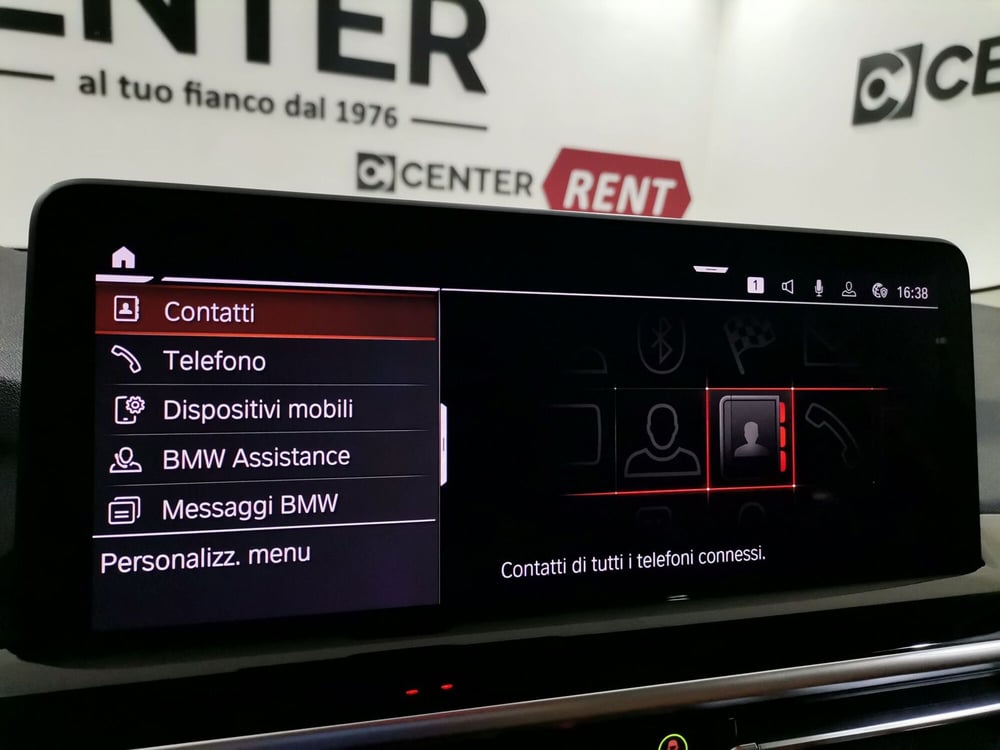 CENTER
al tuo fianco dal 1976
CENTER
RENT
CE
1
16:38
Contatti
Telefono
Dispositivi mobili
BMW Assistance
Messaggi BMW
Personalizz. menu
Contatti di tutti i telefoni connessi.